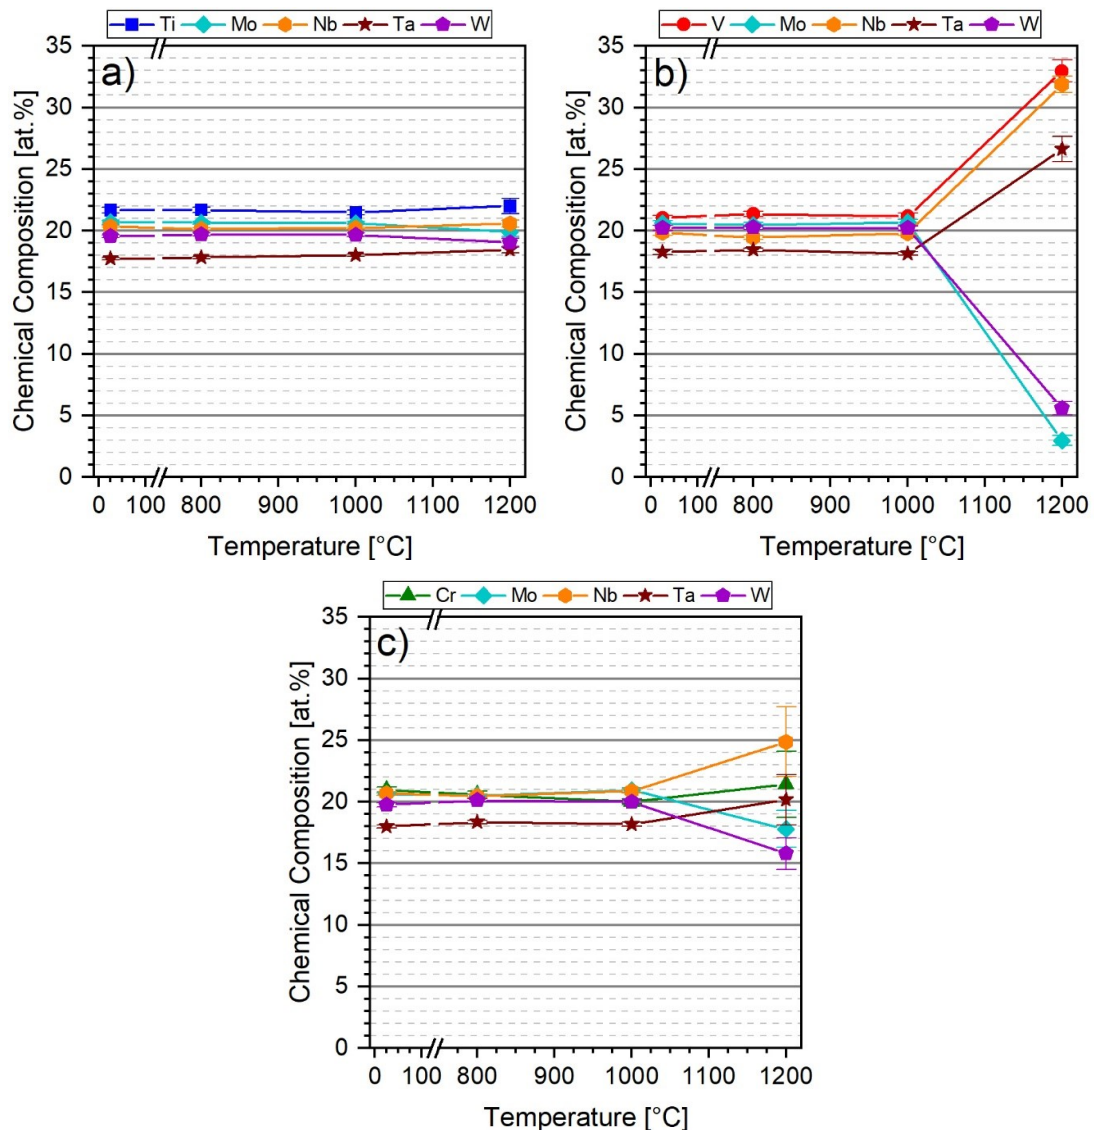 Ti Mo Nb Ta W
a)
35
30
25
20
15
10
5
0
Chemical Composition [at.%]
0 100 800 900 1000 1100 1200
Temperature [°C]
V Mo Nb Ta W
b)
35
30
25
20
15
10
5
0
Chemical Composition [at.%]
0 100 800 900 1000 1100 1200
Temperature [°C]
Cr Mo Nb Ta W
c)
35
30
25
20
15
10
5
0
Chemical Composition [at.%]
0 100 800 900 1000 1100 1200
Temperature [°C]